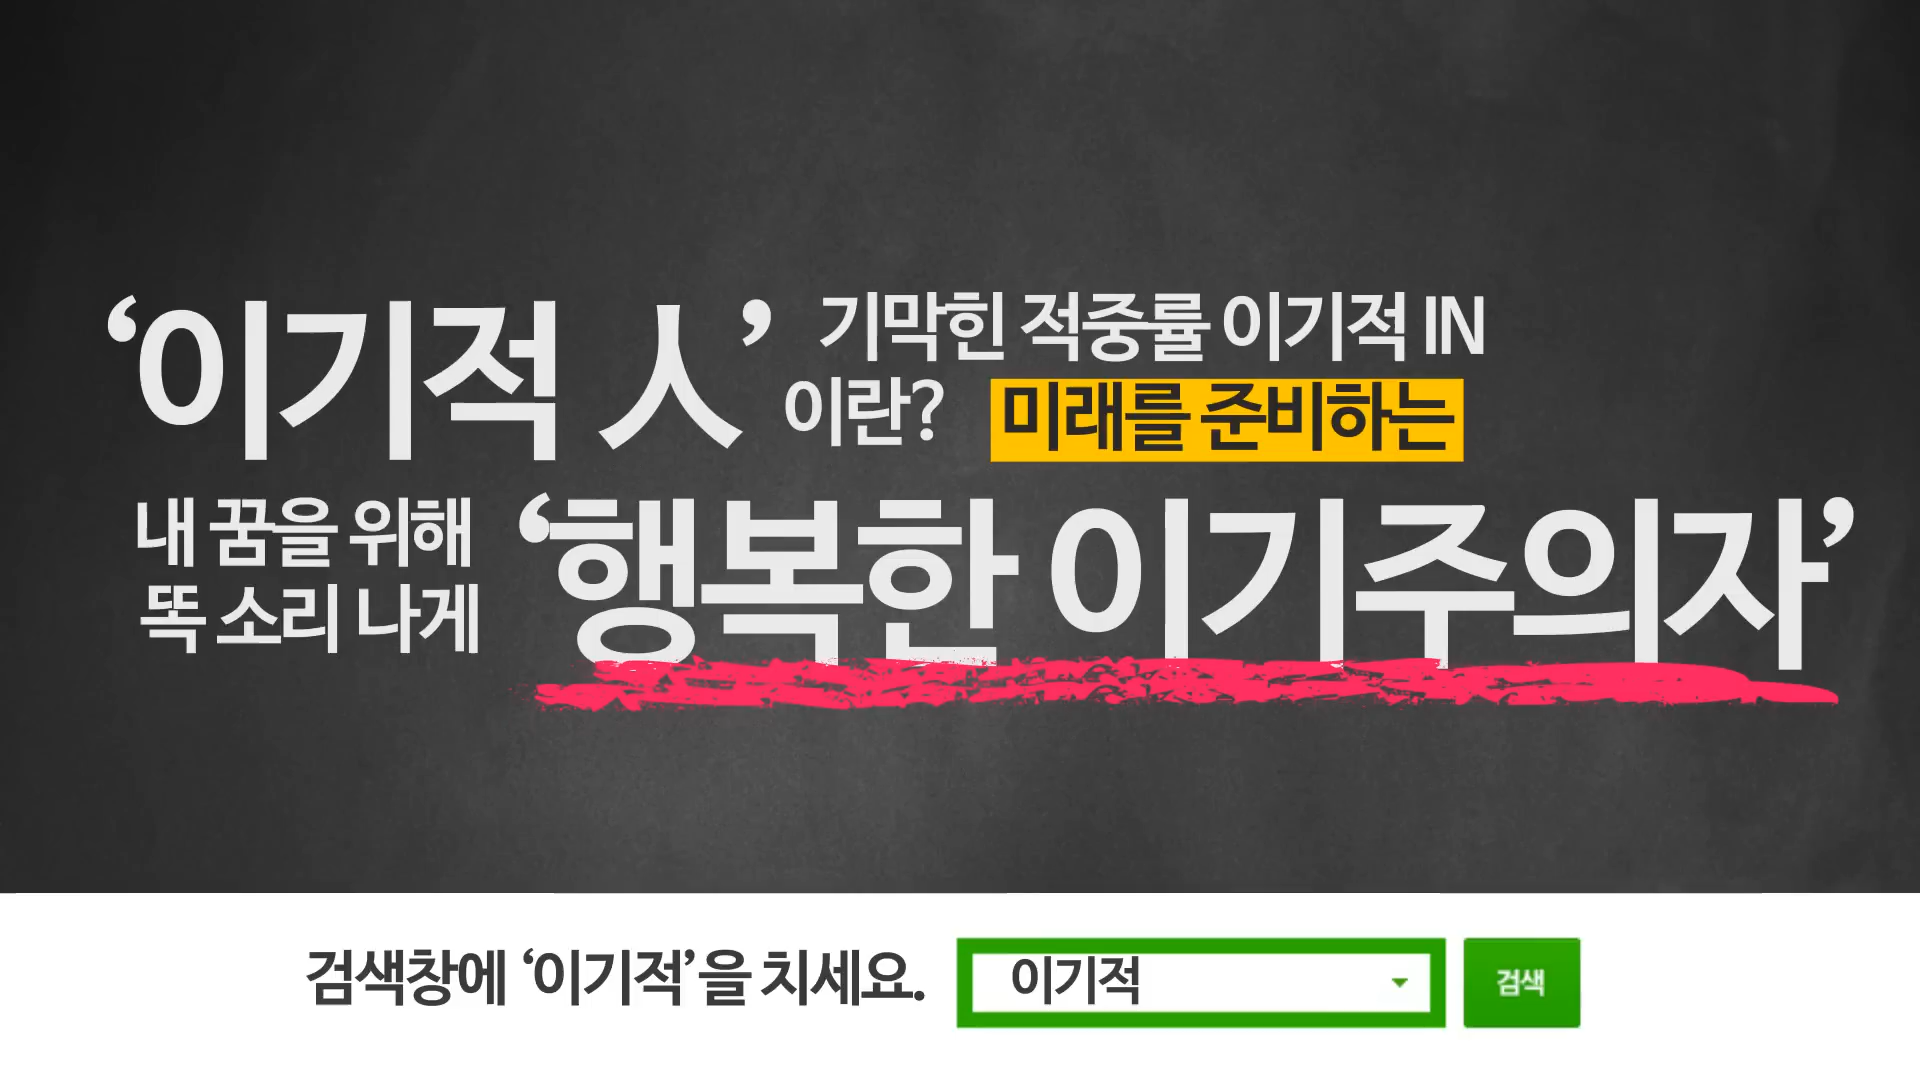 ‘이기적 人’ 이란?
기막힌 적중률 이기적 IN
미래를 준비하는
내 꿈을 위해
똑 소리 나게
‘행복한 이기주의자’
검색창에 ‘이기적’을 치세요.
이기적
검색